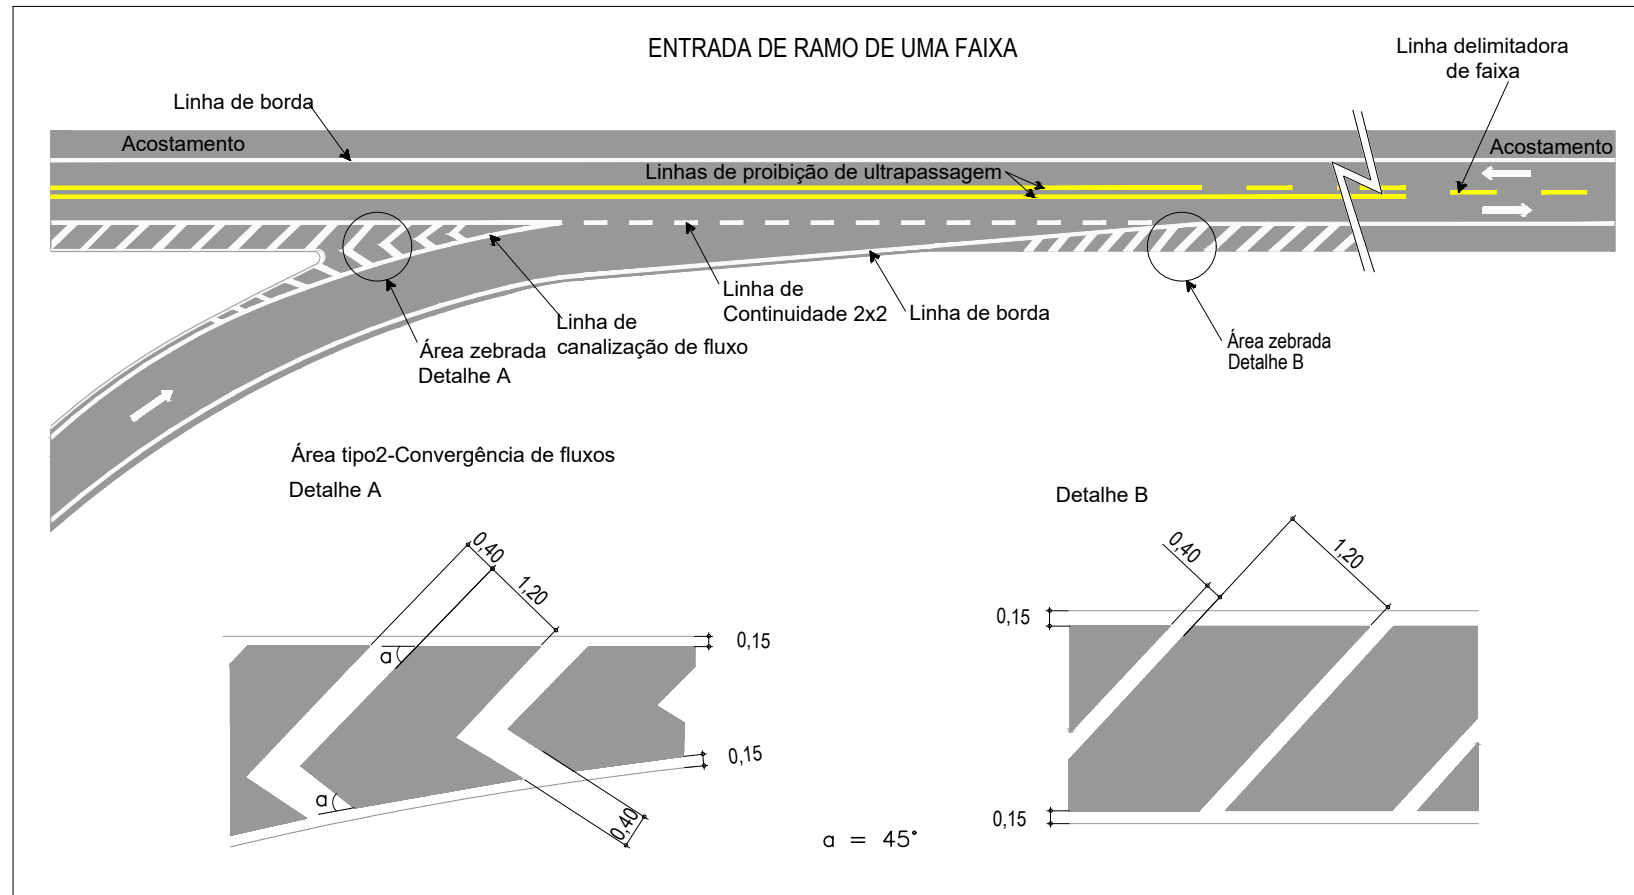 ENTRADA DE RAMO DE UMA FAIXA
Linha delimitadora
de faixa
Linha de borda
Acostamento
Acostamento
Linhas de proibição de ultrapassagem
Linha de
Continuidade 2x2
Linha de borda
Linha de
canalização de fluxo
Área zebrada
Detalhe A
Área zebrada
Detalhe B
Área tipo2-Convergência de fluxos
Detalhe A
Detalhe B
0,40
1,20
0,15
a
0,15
a
0,40
a = 45°
0,40
1,20
0,15
0,15